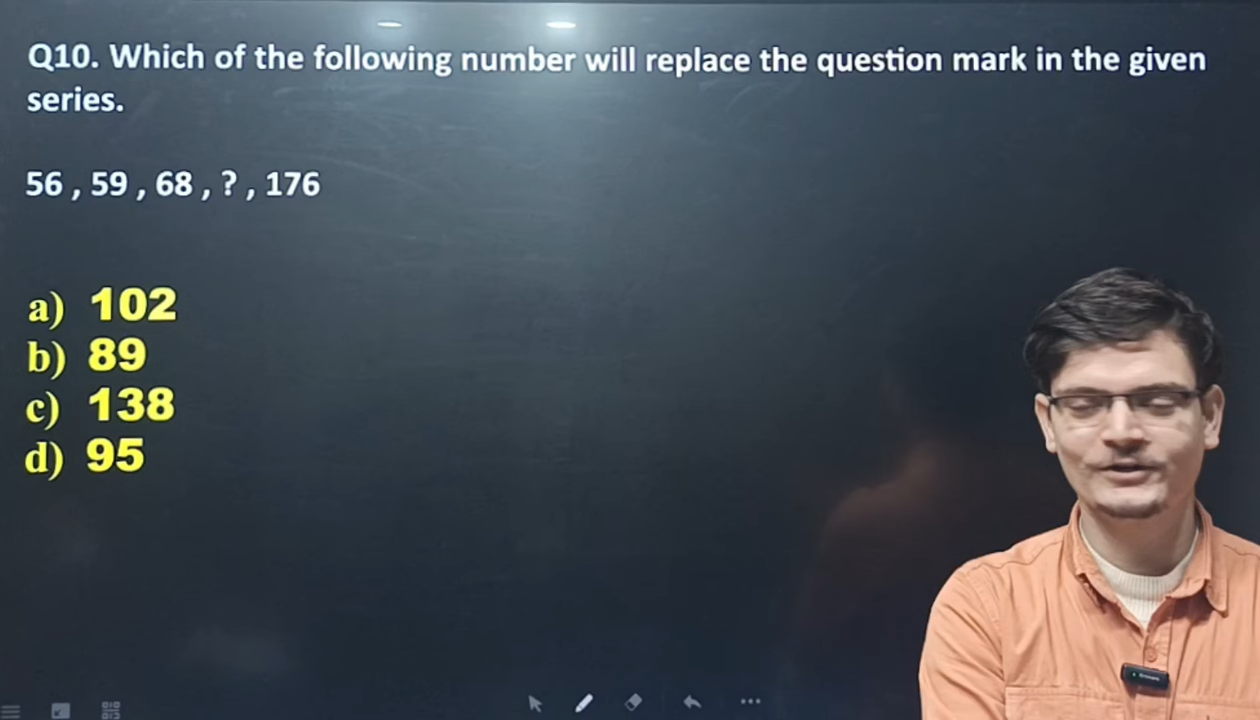 Q10. Which of the following number will replace the question mark in the given
series.
56 , 59 , 68 , ? , 176
a) 102
b) 89
c) 138
d) 95